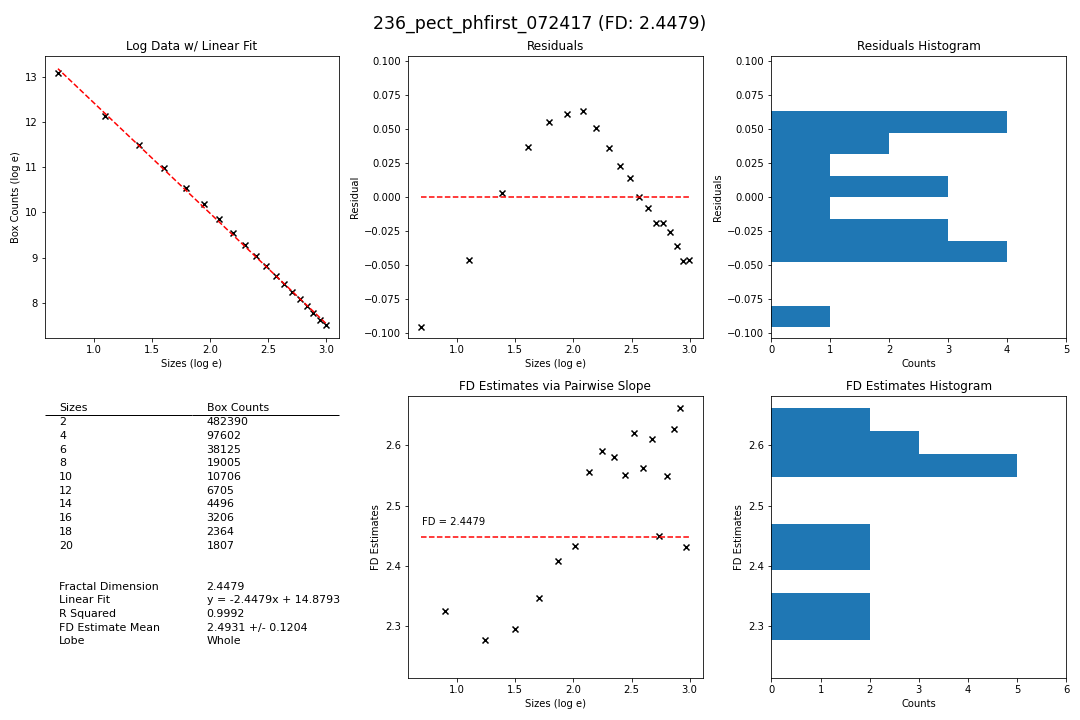 236_pect_phfirst_072417 (FD: 2.4479)
Log Data w/ Linear Fit
Box Counts (log e)
13
12
11
10
9
8
1.0 1.5 2.0 2.5 3.0
Sizes (log e)
Residuals
Residual
0.100
0.075
0.050
0.025
0.000
−0.025
−0.050
−0.075
−0.100
1.0 1.5 2.0 2.5 3.0
Sizes (log e)
Residuals Histogram
Residuals
0.100
0.075
0.050
0.025
0.000
−0.025
−0.050
−0.075
−0.100
0 1 2 3 4 5
Counts
Sizes Box Counts
2 482390
4 97602
6 38125
8 19005
10 10706
12 6705
14 4496
16 3206
18 2364
20 1807
Fractal Dimension 2.4479
Linear Fit y = -2.4479x + 14.8793
R Squared 0.9992
FD Estimate Mean 2.4931 +/- 0.1204
Lobe Whole
FD Estimates via Pairwise Slope
FD Estimates
2.6
2.5
2.4
2.3
FD = 2.4479
1.0 1.5 2.0 2.5 3.0
Sizes (log e)
FD Estimates Histogram
FD Estimates
2.6
2.5
2.4
2.3
0 1 2 3 4 5 6
Counts